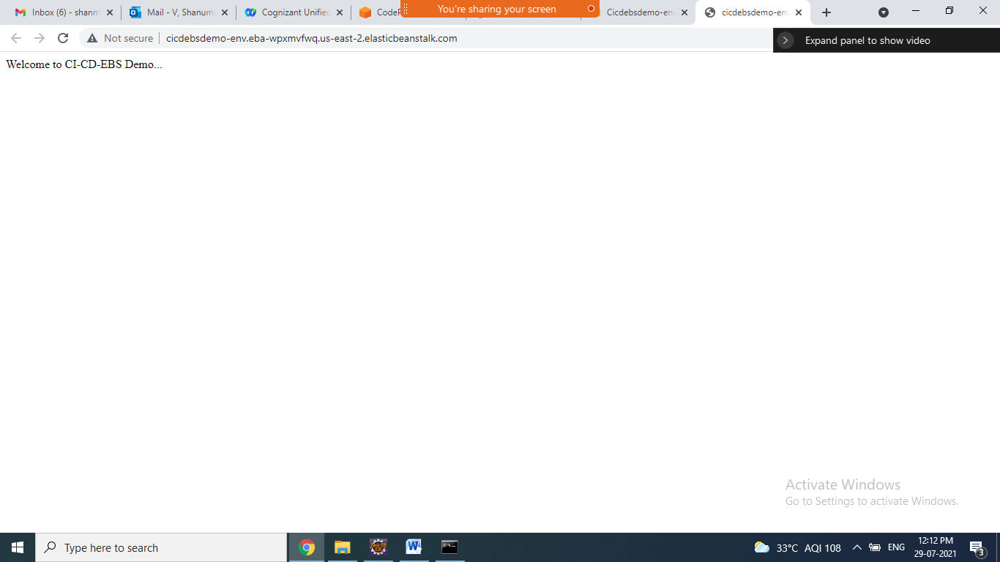 Inbox (6) - shanm
Mail - V, Shanum
Cognizant Unified
CodeP
You're sharing your screen
Cicdebsdemo-en
cicdebsdemo-en
Not secure
cicdebsdemo-env.eba-wpxmvfwq.us-east-2.elasticbeanstalk.com
Expand panel to show video
Welcome to CI-CD-EBS Demo...
Activate Windows
Go to Settings to activate Windows.
Type here to search
33°C AQI 108
ENG
12:12 PM
29-07-2021
3